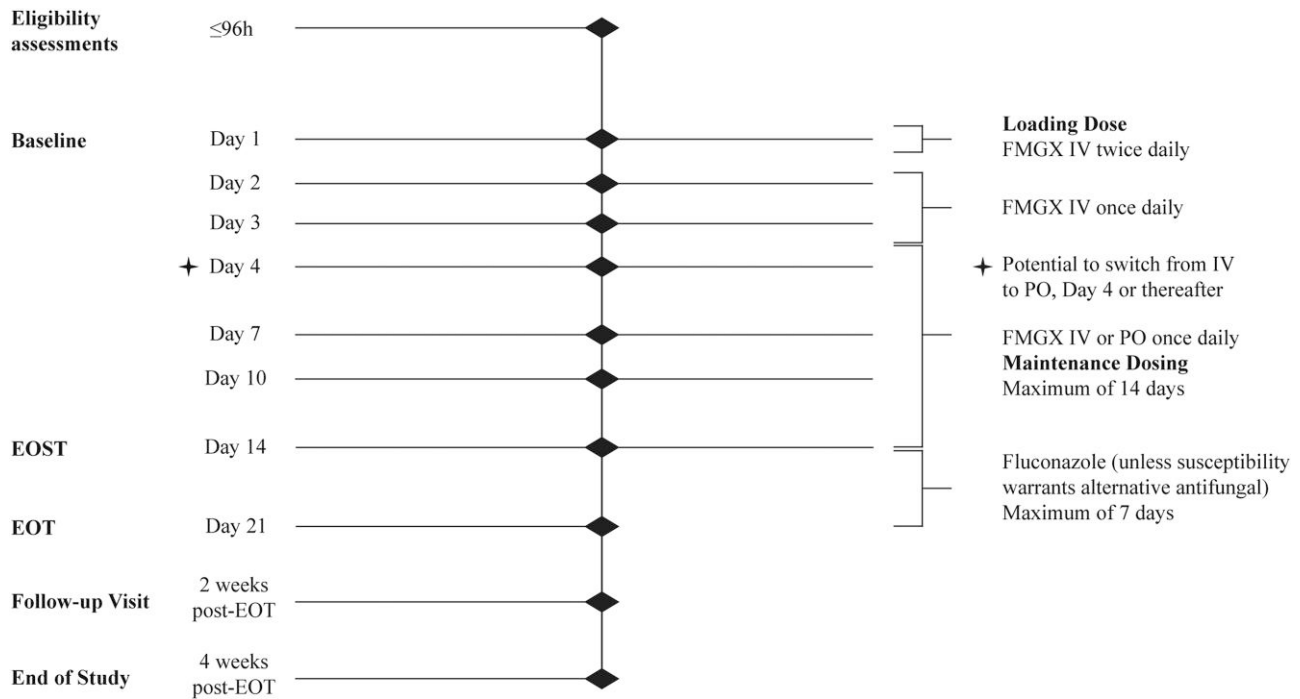 Eligibility
assessments
≤96h
Baseline
Day 1
Loading Dose
FMGX IV twice daily
Day 2
Day 3
FMGX IV once daily
✦ Day 4
✦ Potential to switch from IV
to PO, Day 4 or thereafter
Day 7
FMGX IV or PO once daily
Maintenance Dosing
Maximum of 14 days
Day 10
EOST
Day 14
Fluconazole (unless susceptibility
warrants alternative antifungal)
Maximum of 7 days
EOT
Day 21
Follow-up Visit
2 weeks
post-EOT
End of Study
4 weeks
post-EOT